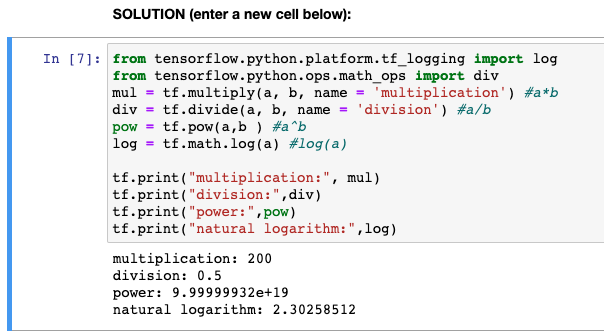 SOLUTION (enter a new cell below):
In [7]: from tensorflow.python.platform.tf_logging import log
from tensorflow.python.ops.math_ops import div
mul = tf.multiply(a, b, name = 'multiplication') #a*b
div = tf.divide(a, b, name = 'division') #a/b
pow = tf.pow(a,b ) #a^b
log = tf.math.log(a) #log(a)
tf.print("multiplication:", mul)
tf.print("division:",div)
tf.print("power:",pow)
tf.print("natural logarithm:",log)
multiplication: 200
division: 0.5
power: 9.99999932e+19
natural logarithm: 2.30258512